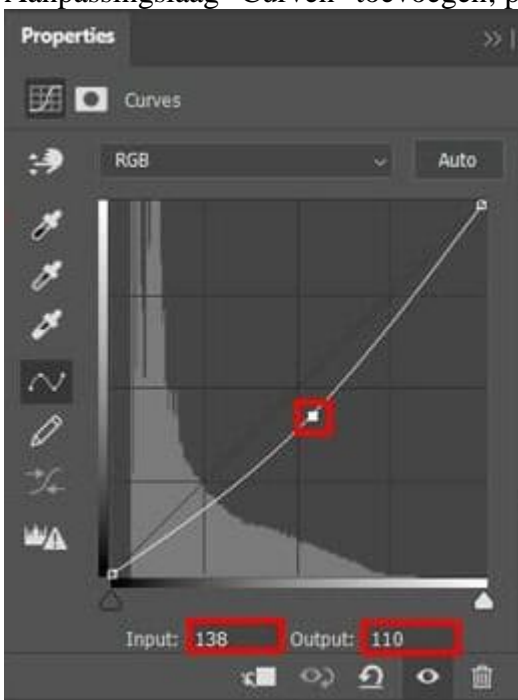 Aanpassingslaag "Curven" toevoegen; p
Properties
Curves
RGB Auto
Input: 138 Output: 110